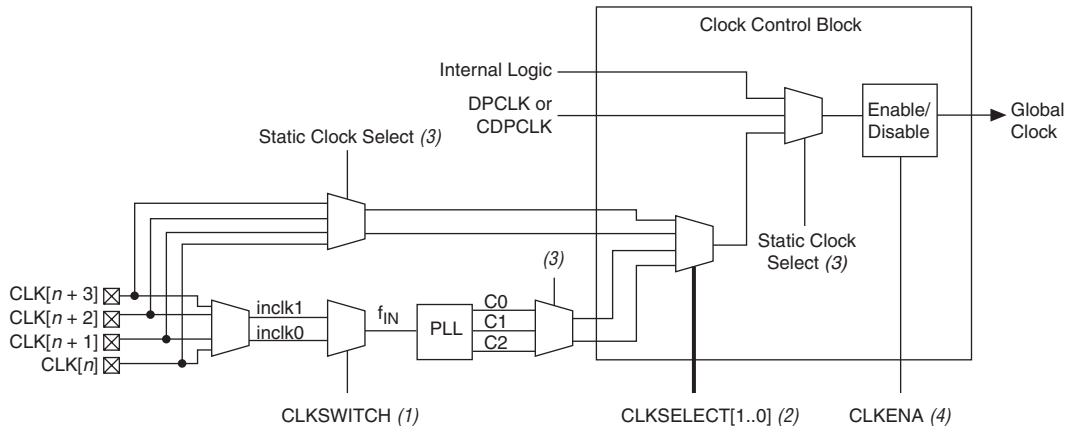 Clock Control Block
Internal Logic
DPCLK or
CDPCLK
Enable/
Disable
Global
Clock
Static Clock Select (3)
Static Clock
Select (3)
(3)
CLK[n + 3]
CLK[n + 2]
CLK[n + 1]
CLK[n]
inclk1
inclk0
fIN
PLL
C0
C1
C2
CLKSWITCH (1)
CLKSELECT[1..0] (2)
CLKENA (4)